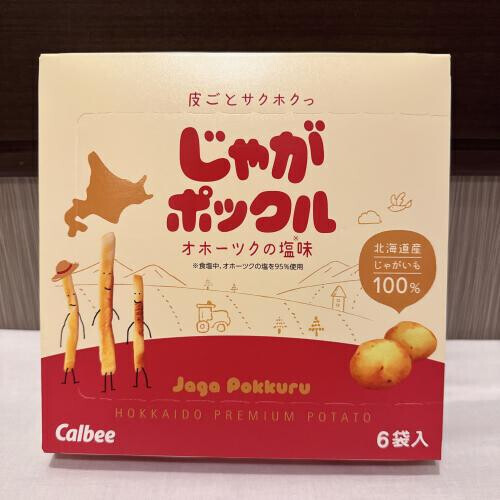 皮ごとサクホクっ
じゃが
ポックル
オホーツクの塩味
※
※食塩中、オホーツクの塩を95%使用
北海道産
じゃがいも
100%
Jaga Pokkuru
HOKKAIDO PREMIUM POTATO
Calbee
6袋入